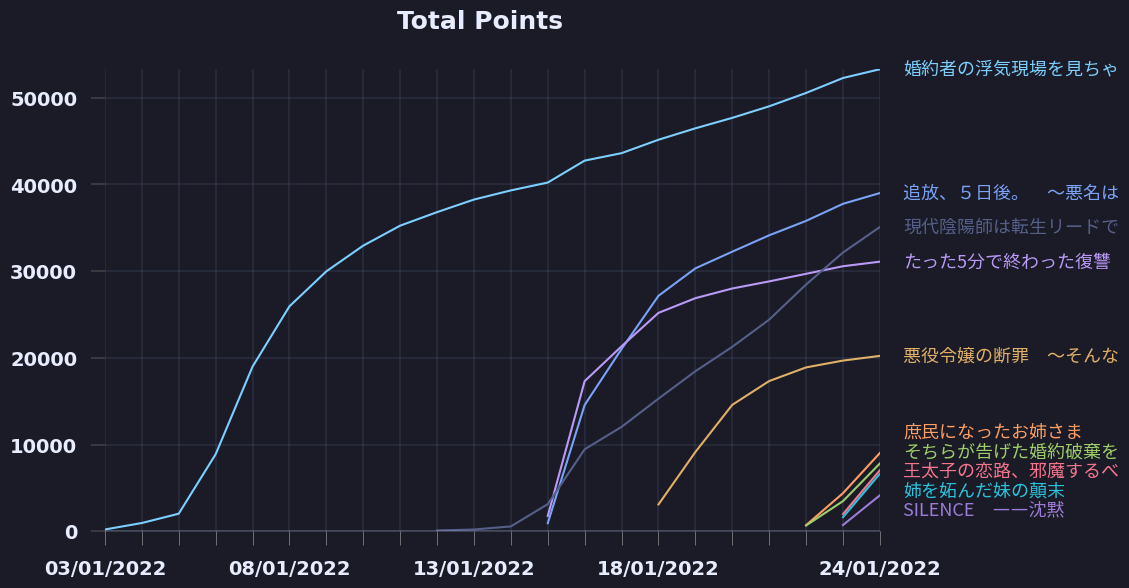 Total Points
婚約者の浮気現場を見ちゃ
50000
40000
追放、５日後。　～悪名は
現代陰陽師は転生リードで
たった5分で終わった復讐
30000
20000
悪役令嬢の断罪　～そんな
10000
庶民になったお姉さま
そちらが告げた婚約破棄を
王太子の恋路、邪魔するべ
姉を妬んだ妹の顛末
SILENCE　——沈黙
0
03/01/2022
08/01/2022
13/01/2022
18/01/2022
24/01/2022